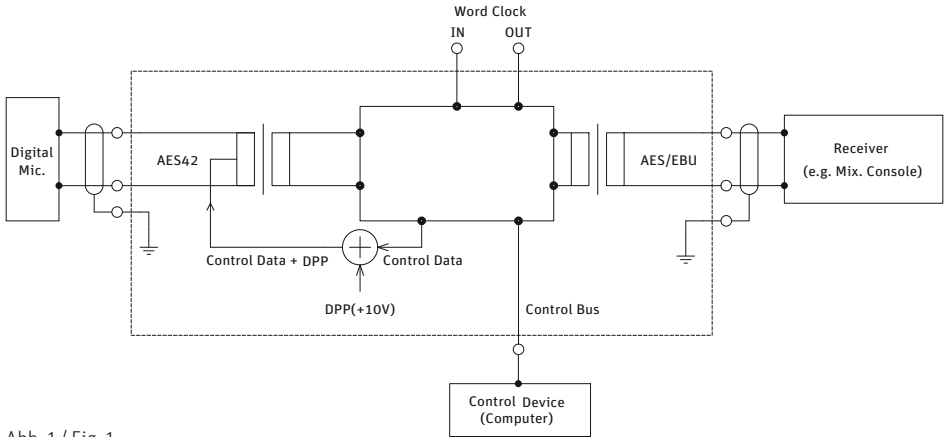 Word Clock
IN OUT
Digital
Mic.
AES42
AES/EBU
Receiver
(e.g. Mix. Console)
Control Data + DPP
Control Data
DPP(+10V)
Control Bus
Control Device
(Computer)
Abb. 1 / Fig. 1